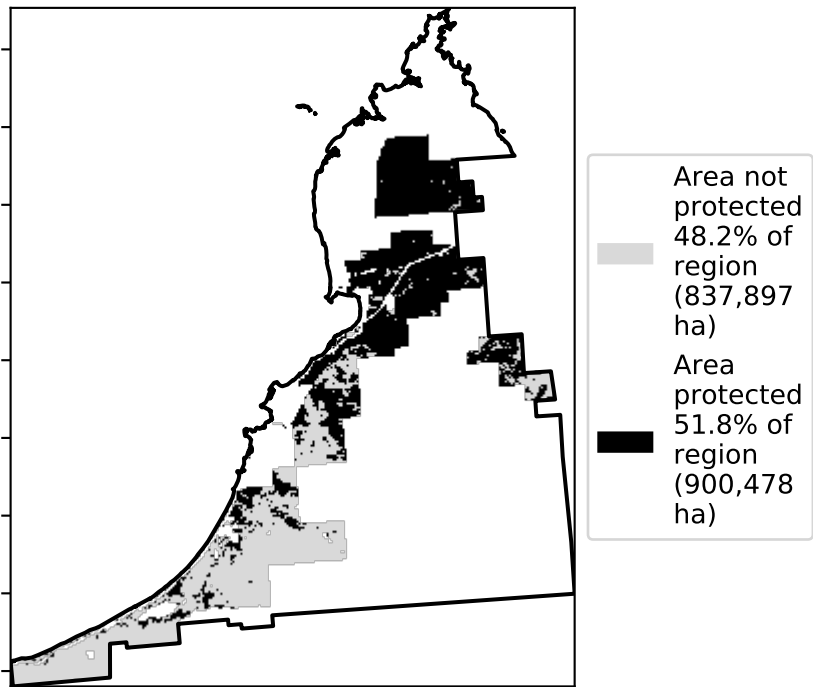 Area not
protected
48.2% of
region
(837,897
ha)
Area
protected
51.8% of
region
(900,478
ha)